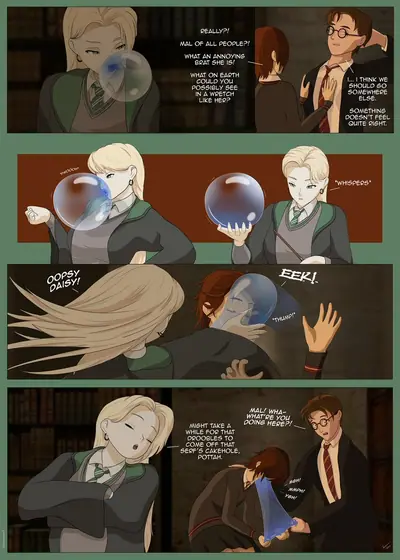 REALLY?!
MAL OF ALL PEOPLE?!
WHAT AN ANNOYING
BRAT SHE IS!
WHAT ON EARTH
COULD YOU
POSSIBLY SEE
IN A WRETCH
LIKE HER?
I... I THINK WE
SHOULD GO
SOMEWHERE
ELSE.
SOMETHING
DOESN'T FEEL
QUITE RIGHT.
*WHISPERS*
OOPSY
DAISY!
EEK!
*THUMP!*
MIGHT TAKE A
WHILE FOR THAT
DROOBLES TO
COME OFF THAT
SERF'S CAKEHOLE,
POTTAH.
MAL! WHA-
WHAT'RE YOU
DOING HERE?!